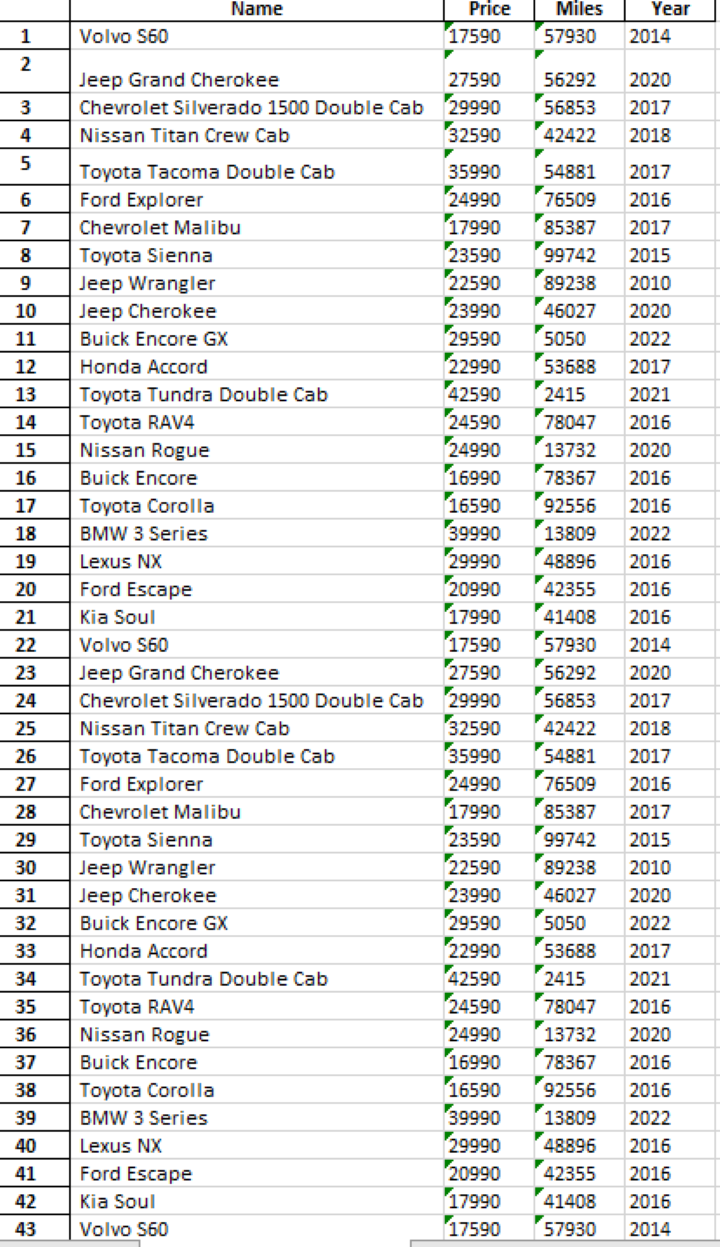 Name Price Miles Year
1 Volvo S60 17590 57930 2014
2 Jeep Grand Cherokee 27590 56292 2020
3 Chevrolet Silverado 1500 Double Cab 29990 56853 2017
4 Nissan Titan Crew Cab 32590 42422 2018
5 Toyota Tacoma Double Cab 35990 54881 2017
6 Ford Explorer 24990 76509 2016
7 Chevrolet Malibu 17990 85387 2017
8 Toyota Sienna 23590 99742 2015
9 Jeep Wrangler 22590 89238 2010
10 Jeep Cherokee 23990 46027 2020
11 Buick Encore GX 29590 5050 2022
12 Honda Accord 22990 53688 2017
13 Toyota Tundra Double Cab 42590 2415 2021
14 Toyota RAV4 24590 78047 2016
15 Nissan Rogue 24990 13732 2020
16 Buick Encore 16990 78367 2016
17 Toyota Corolla 16590 92556 2016
18 BMW 3 Series 39990 13809 2022
19 Lexus NX 29990 48896 2016
20 Ford Escape 20990 42355 2016
21 Kia Soul 17990 41408 2016
22 Volvo S60 17590 57930 2014
23 Jeep Grand Cherokee 27590 56292 2020
24 Chevrolet Silverado 1500 Double Cab 29990 56853 2017
25 Nissan Titan Crew Cab 32590 42422 2018
26 Toyota Tacoma Double Cab 35990 54881 2017
27 Ford Explorer 24990 76509 2016
28 Chevrolet Malibu 17990 85387 2017
29 Toyota Sienna 23590 99742 2015
30 Jeep Wrangler 22590 89238 2010
31 Jeep Cherokee 23990 46027 2020
32 Buick Encore GX 29590 5050 2022
33 Honda Accord 22990 53688 2017
34 Toyota Tundra Double Cab 42590 2415 2021
35 Toyota RAV4 24590 78047 2016
36 Nissan Rogue 24990 13732 2020
37 Buick Encore 16990 78367 2016
38 Toyota Corolla 16590 92556 2016
39 BMW 3 Series 39990 13809 2022
40 Lexus NX 29990 48896 2016
41 Ford Escape 20990 42355 2016
42 Kia Soul 17990 41408 2016
43 Volvo S60 17590 57930 2014